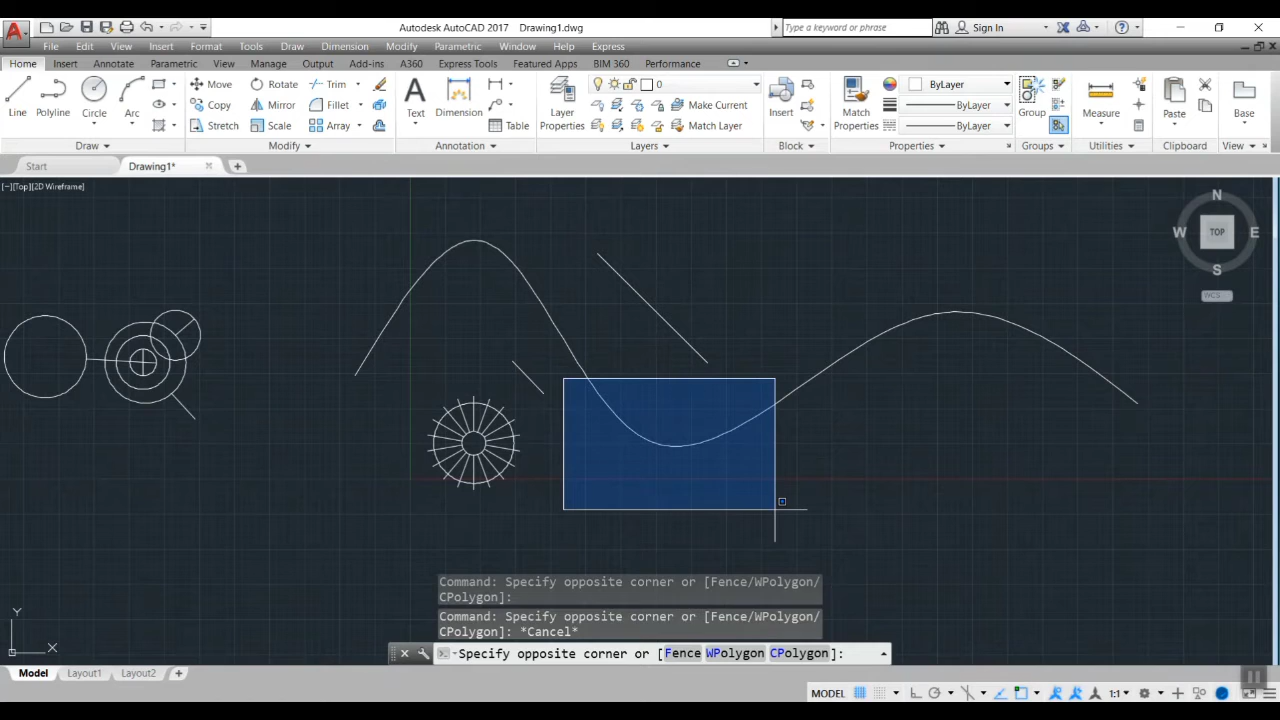 Autodesk AutoCAD 2017   Drawing1.dwg
Type a keyword or phrase
Sign In
File Edit View Insert Format Tools Draw Dimension Modify Parametric Window Help Express
Home Insert Annotate Parametric View Manage Output Add-ins A360 Express Tools Featured Apps BIM 360 Performance
Move Rotate Trim
0
ByLayer
Copy Mirror Fillet
Make Current
ByLayer
Line Polyline Circle Arc
Text Dimension
Layer Properties
Insert
Match Properties
Group
Measure
Paste
Base
Stretch Scale Array
Table
Match Layer
ByLayer
Draw Modify Annotation Layers Block Properties Groups Utilities Clipboard View
Start Drawing1*
[−][Top][2D Wireframe]
N
W TOP E
S
WCS
Command: Specify opposite corner or [Fence/WPolygon/
CPolygon]:
Command: Specify opposite corner or [Fence/WPolygon/
CPolygon]: *Cancel*
Y
X
Specify opposite corner or [Fence WPolygon CPolygon]:
Model Layout1 Layout2
MODEL 1:1